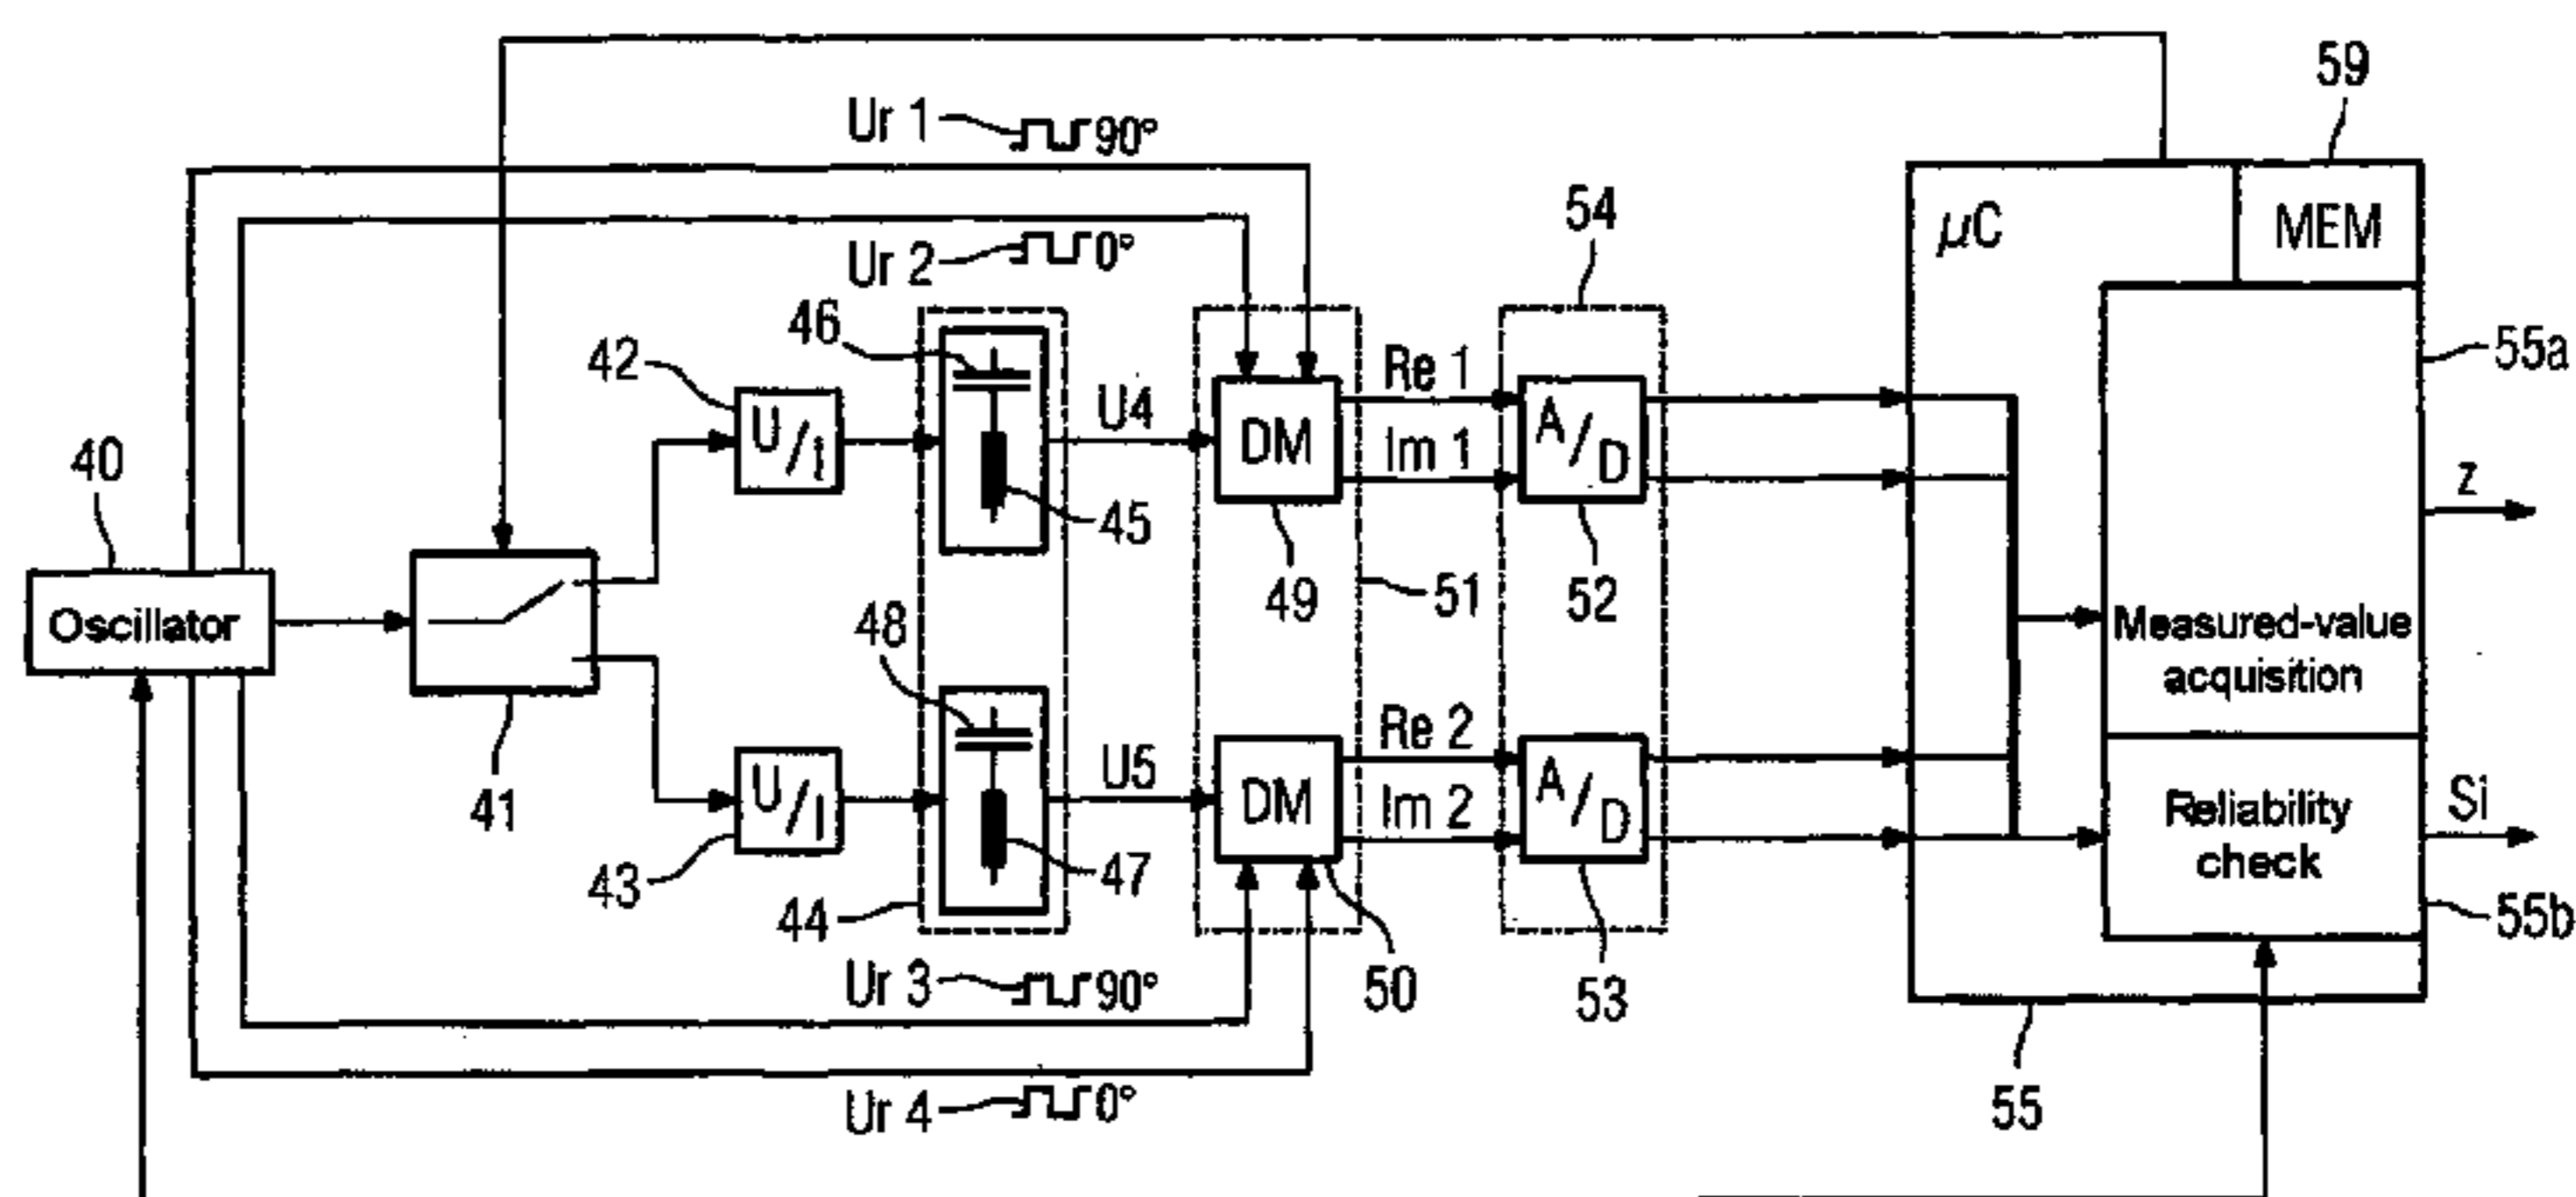 59
Ur 1
90°
54
μC
MEM
Ur 2
0°
46
55a
42
Re 1
U/I
U4
DM
Im 1
A/D
40
45
z
49
51
52
Oscillator
48
Measured-value
acquisition
41
Re 2
U/I
U5
DM
Im 2
A/D
Reliability
check
Si
43
47
44
55b
Ur 3
90°
50
53
Ur 4
0°
55